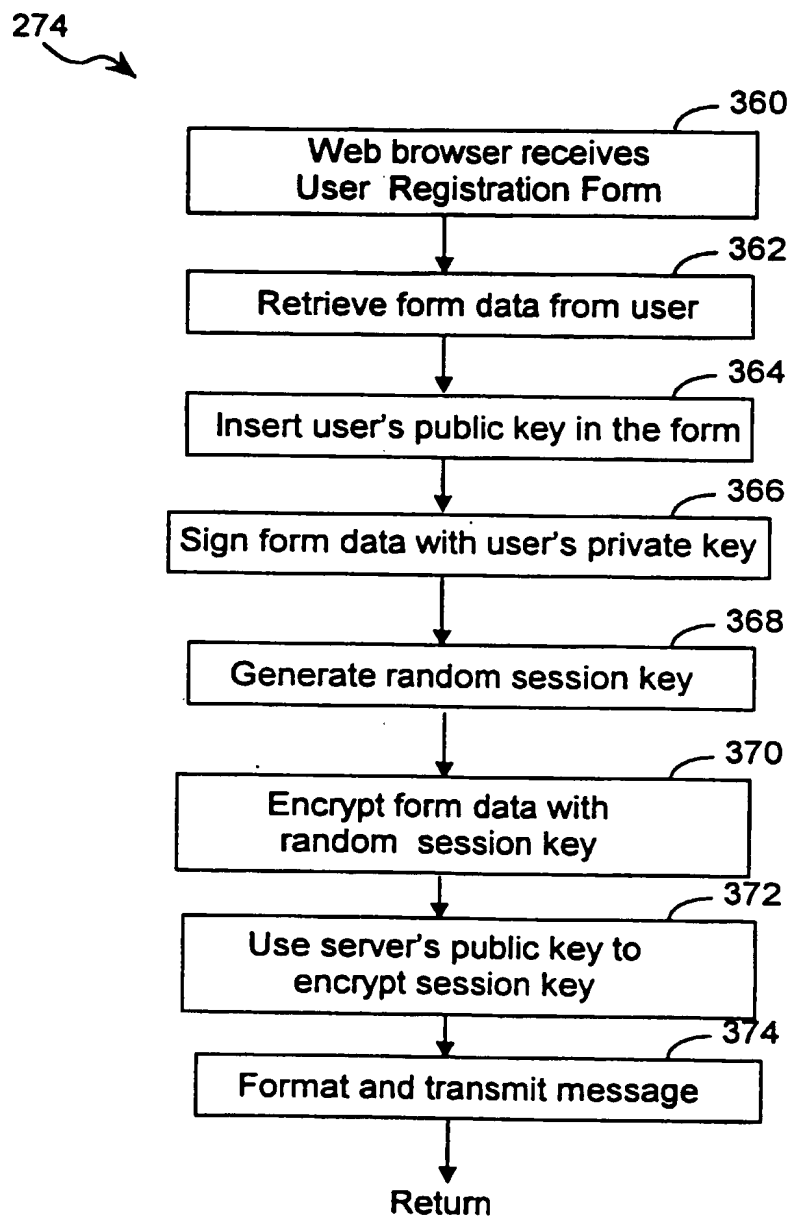 274
360
Web browser receives
User Registration Form
362
Retrieve form data from user
364
Insert user's public key in the form
366
Sign form data with user's private key
368
Generate random session key
370
Encrypt form data with
random session key
372
Use server's public key to
encrypt session key
374
Format and transmit message
Return